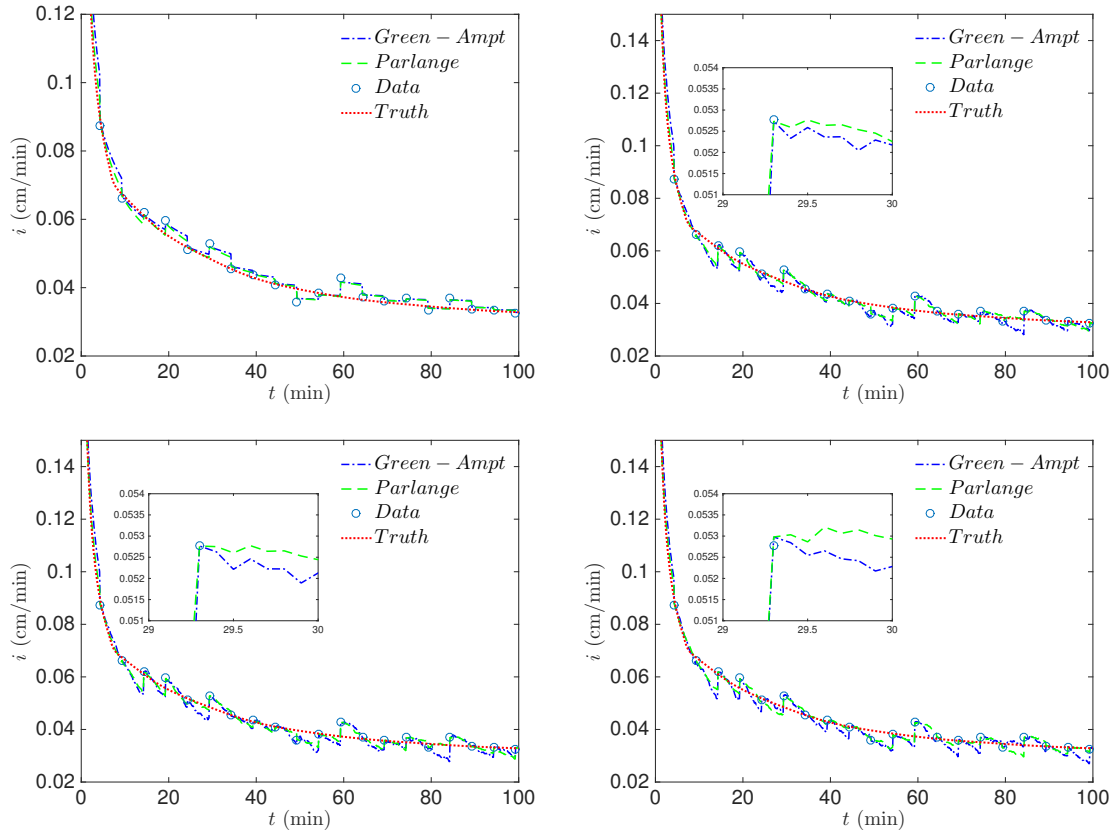 0.12
0.1
0.08
0.06
0.04
0.02
i (cm/min)
0 20 40 60 80 100
t (min)
Green − Ampt
Parlange
Data
Truth
0.14
0.12
0.1
0.08
0.06
0.04
0.02
i (cm/min)
0 20 40 60 80 100
t (min)
Green − Ampt
Parlange
Data
Truth
0.054
0.0535
0.053
0.0525
0.052
0.0515
0.051
29 29.5 30
0.14
0.12
0.1
0.08
0.06
0.04
0.02
i (cm/min)
0 20 40 60 80 100
t (min)
Green − Ampt
Parlange
Data
Truth
0.054
0.0535
0.053
0.0525
0.052
0.0515
0.051
29 29.5 30
0.14
0.12
0.1
0.08
0.06
0.04
0.02
i (cm/min)
0 20 40 60 80 100
t (min)
Green − Ampt
Parlange
Data
Truth
0.054
0.0535
0.053
0.0525
0.052
0.0515
0.051
29 29.5 30